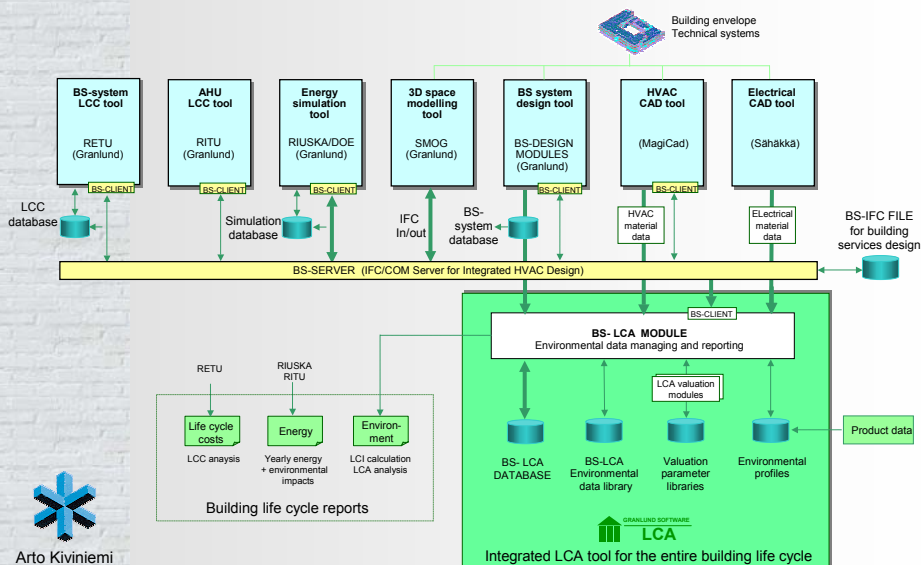 Building envelope
Technical systems
BS-system
LCC tool
RETU
(Granlund)
BS-CLIENT
AHU
LCC tool
RITU
(Granlund)
BS-CLIENT
Energy
simulation
tool
RIUSKA/DOE
(Granlund)
BS-CLIENT
3D space
modelling
tool
SMOG
(Granlund)
BS system
design tool
BS-DESIGN
MODULES
(Granlund)
BS-CLIENT
HVAC
CAD tool
(MagiCad)
BS-CLIENT
Electrical
CAD tool
(Sähäkkä)
LCC
database
Simulation
database
IFC
In/out
BS-
system
database
HVAC
material
data
ELectrical
material
data
BS-IFC FILE
for building
services design
BS-SERVER (IFC/COM Server for Integrated HVAC Design)
BS-CLIENT
BS- LCA MODULE
Environmental data managing and reporting
LCA valuation
modules
RETU
RIUSKA
RITU
Life cycle
costs
Energy
Environ-
ment
LCC anaysis
Yearly energy
+ environmental
impacts
LCI calculation
LCA analysis
Building life cycle reports
BS- LCA
DATABASE
BS-LCA
Environmental
data library
Valuation
parameter
libraries
Environmental
profiles
Product data
GRANLUND SOFTWARE
LCA
Integrated LCA tool for the entire building life cycle
Arto Kiviniemi